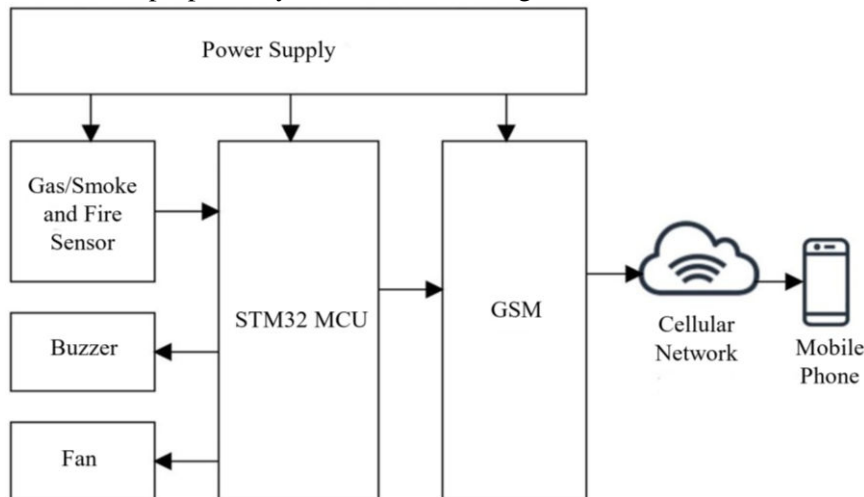 Power Supply
Gas/Smoke
and Fire
Sensor
STM32 MCU
GSM
Buzzer
Fan
Cellular
Network
Mobile
Phone